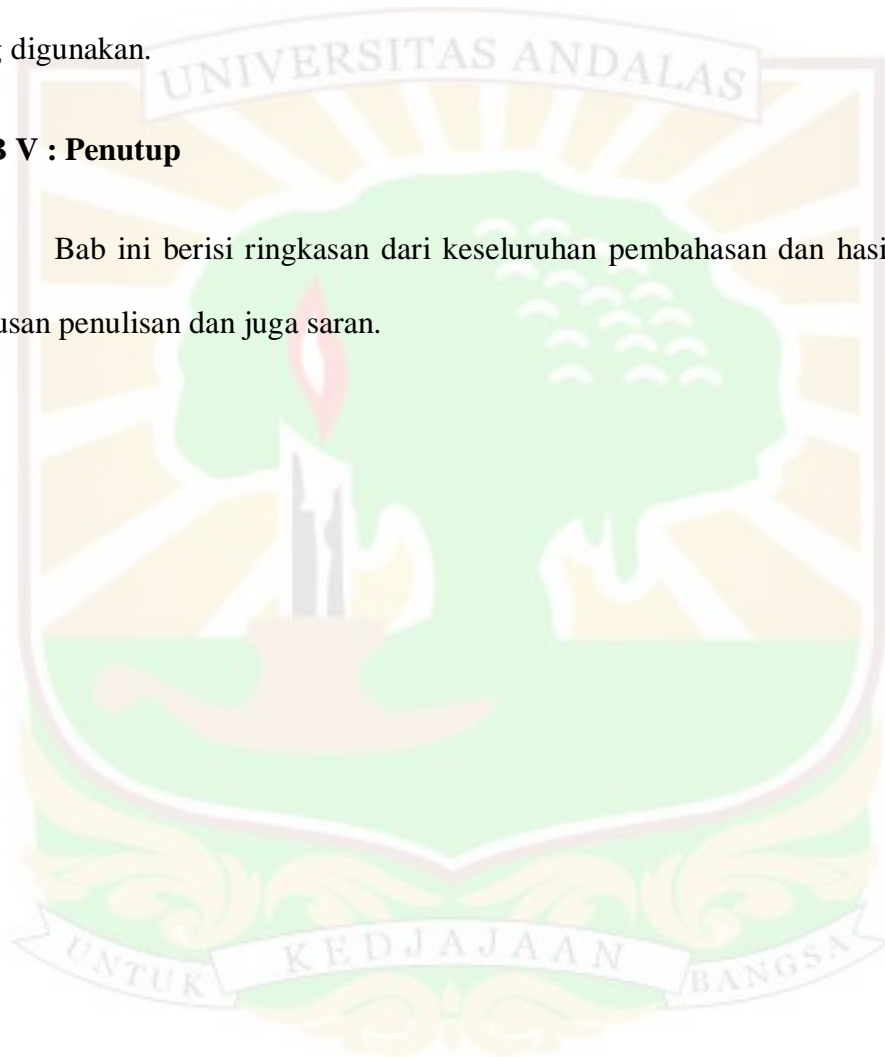 g digunakan.
UNIVERSITAS ANDALAS
B V : Penutup
Bab ini berisi ringkasan dari keseluruhan pembahasan dan hasi
usan penulisan dan juga saran.
UNTUK KEDJAJAAN BANGSA